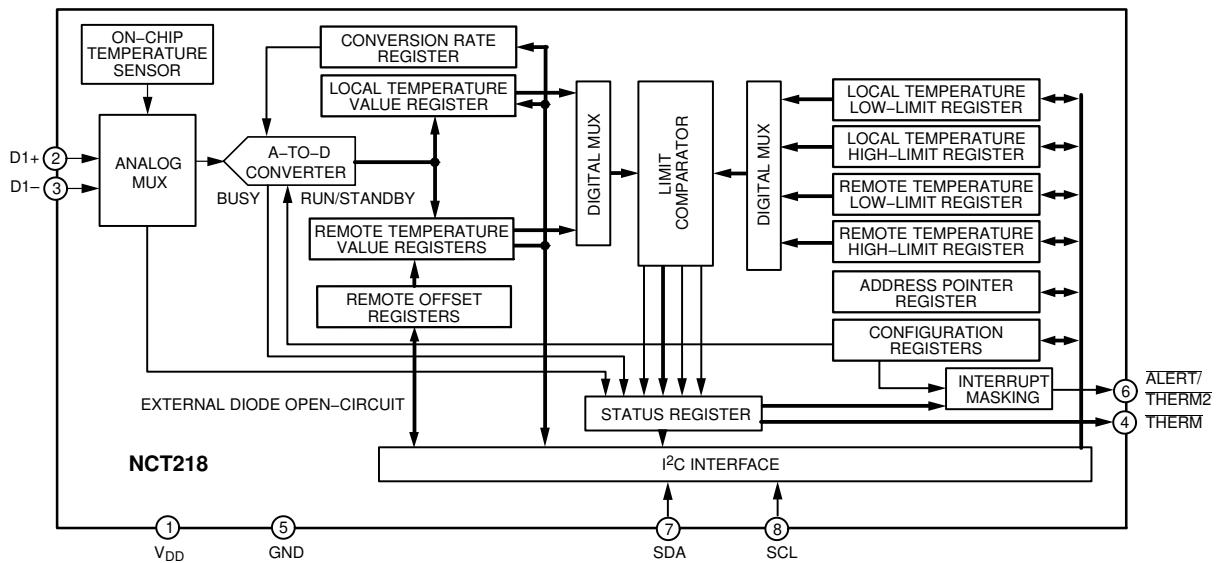 ON–CHIP
TEMPERATURE
SENSOR
CONVERSION RATE
REGISTER
LOCAL TEMPERATURE
VALUE REGISTER
D1+
2
D1–
3
ANALOG
MUX
A–TO–D
CONVERTER
BUSY
RUN/STANDBY
REMOTE TEMPERATURE
VALUE REGISTERS
REMOTE OFFSET
REGISTERS
DIGITAL MUX
LIMIT
COMPARATOR
DIGITAL MUX
LOCAL TEMPERATURE
LOW–LIMIT REGISTER
LOCAL TEMPERATURE
HIGH–LIMIT REGISTER
REMOTE TEMPERATURE
LOW–LIMIT REGISTER
REMOTE TEMPERATURE
HIGH–LIMIT REGISTER
ADDRESS POINTER
REGISTER
CONFIGURATION
REGISTERS
INTERRUPT
MASKING
6
ALERT/
THERM2
4
THERM
EXTERNAL DIODE OPEN-CIRCUIT
STATUS REGISTER
NCT218
I²C INTERFACE
1
VDD
5
GND
7
SDA
8
SCL